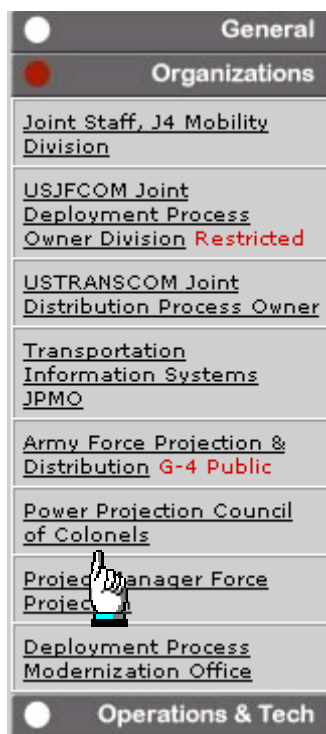 General
Organizations
Joint Staff, J4 Mobility
Division
USJFCOM Joint
Deployment Process
Owner Division Restricted
USTRANSCOM Joint
Distribution Process Owner
Transportation
Information Systems
JPMO
Army Force Projection &
Distribution G-4 Public
Power Projection Council
of Colonels
Force
Deployment Process
Modernization Office
Operations & Tech